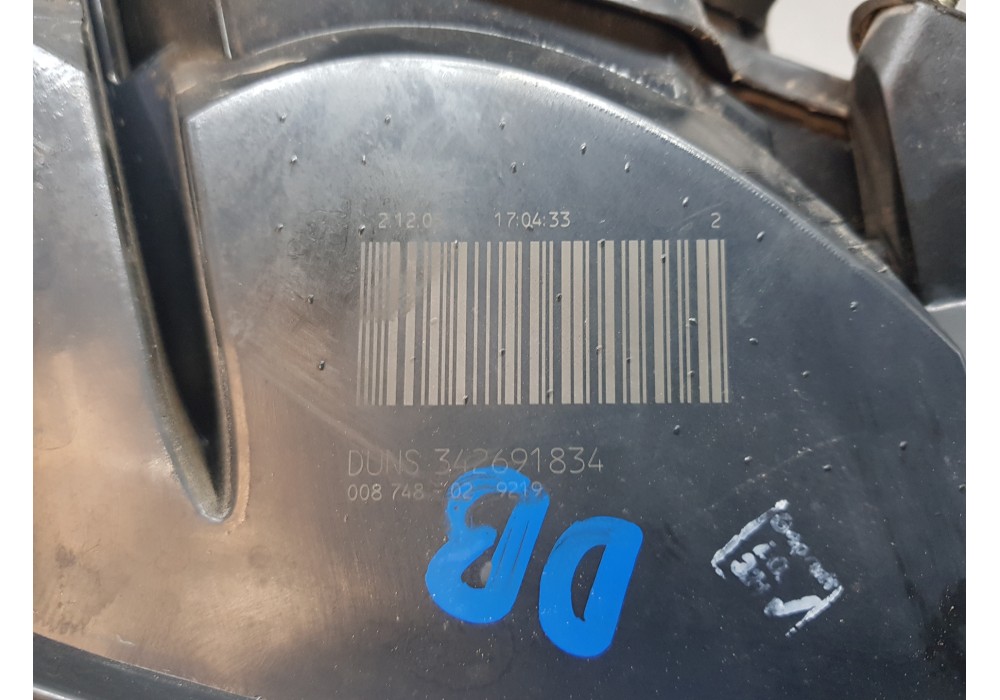 2.12.0 17:04:33 2
DUNS 342691834
008 748 - 02 9219
DB